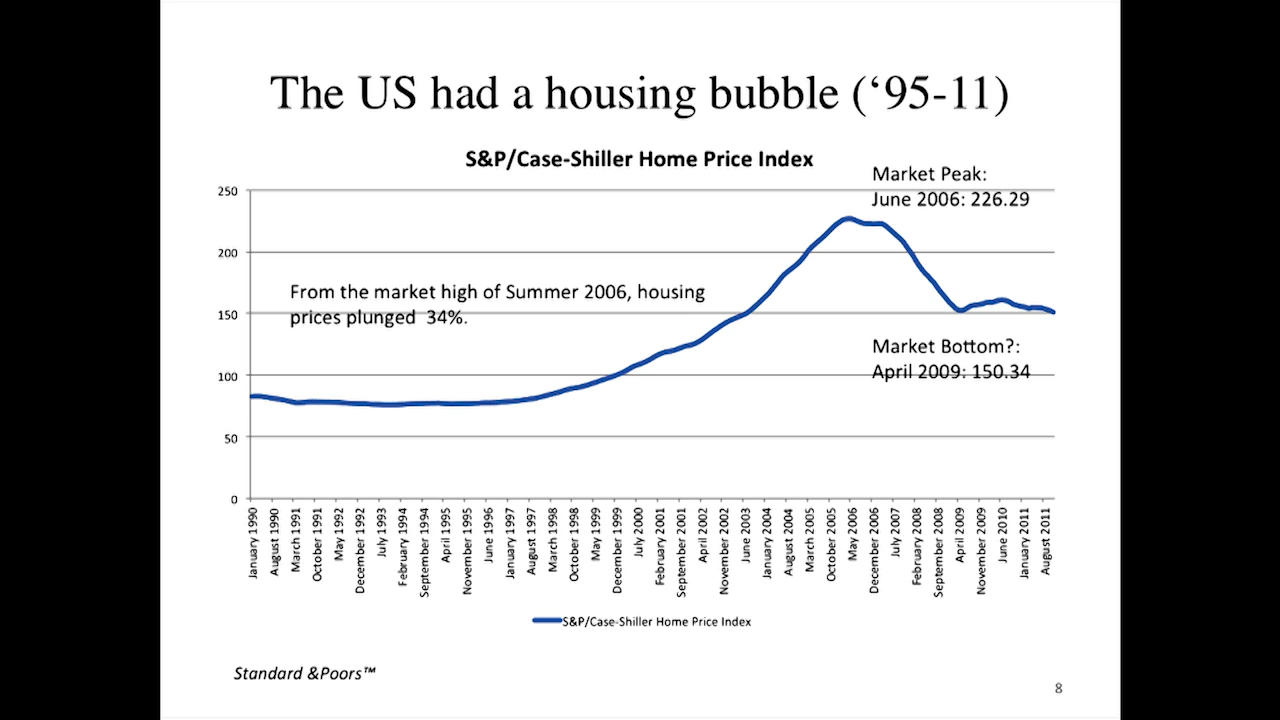 The US had a housing bubble (‘95-11)
S&P/Case-Shiller Home Price Index
Market Peak:
June 2006: 226.29
250
200
150
100
50
0
From the market high of Summer 2006, housing
prices plunged 34%.
Market Bottom?:
April 2009: 150.34
January 1990
August 1990
March 1991
October 1991
May 1992
December 1992
July 1993
February 1994
September 1994
April 1995
November 1995
June 1996
January 1997
August 1997
March 1998
October 1998
May 1999
December 1999
July 2000
February 2001
September 2001
April 2002
November 2002
June 2003
January 2004
August 2004
March 2005
October 2005
May 2006
December 2006
July 2007
February 2008
September 2008
April 2009
November 2009
June 2010
January 2011
August 2011
S&P/Case-Shiller Home Price Index
Standard &Poors™
8